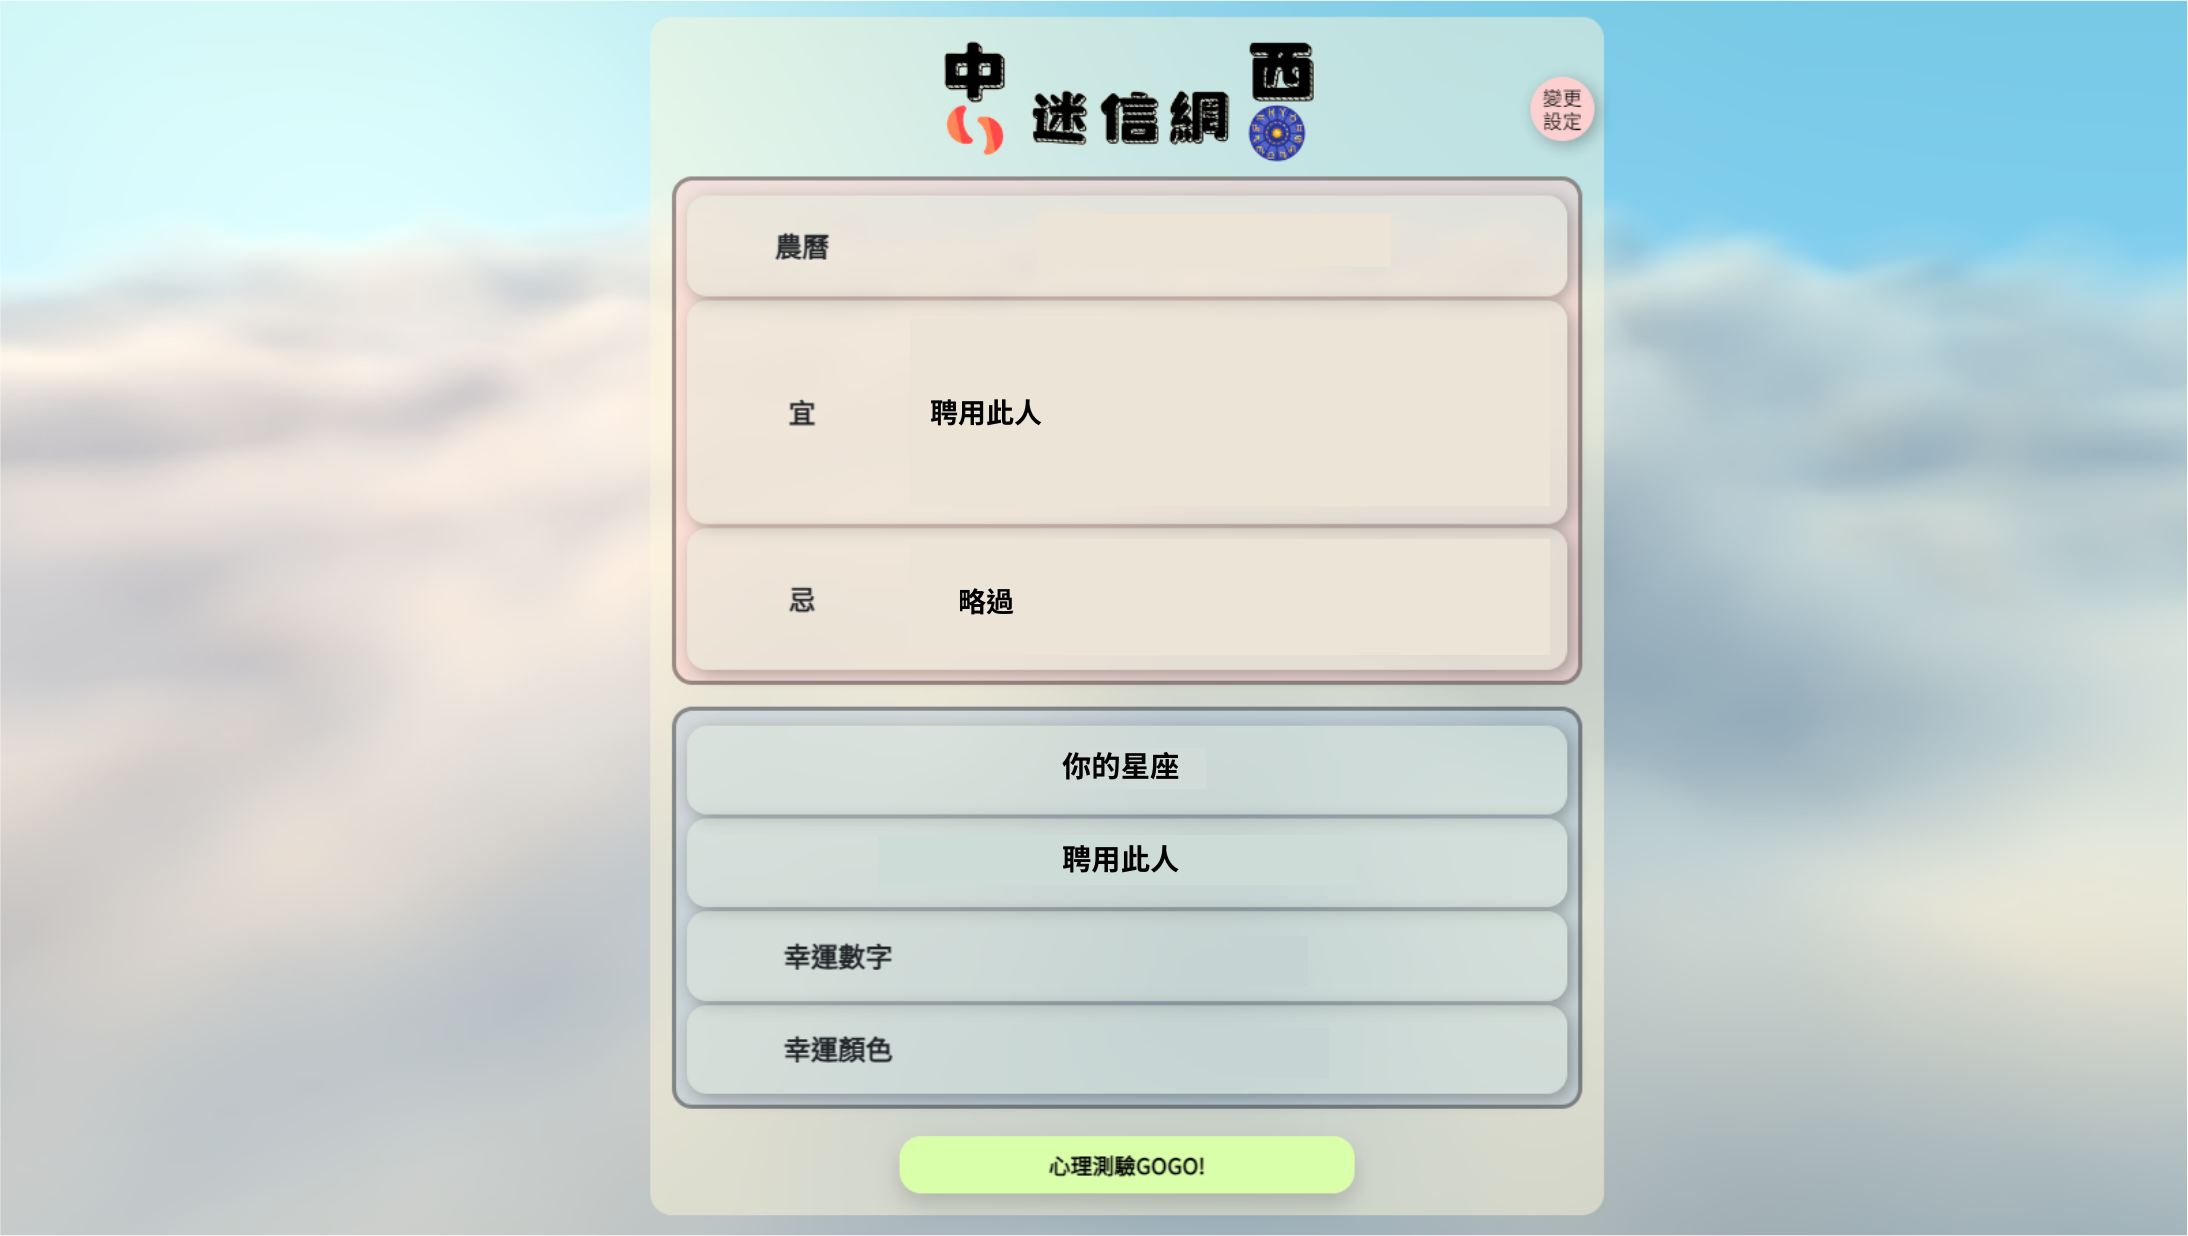 中 迷信網 西
變更
設定
農曆
宜 聘用此人
忌 略過
你的星座
聘用此人
幸運數字
幸運顏色
心理測驗GOGO!